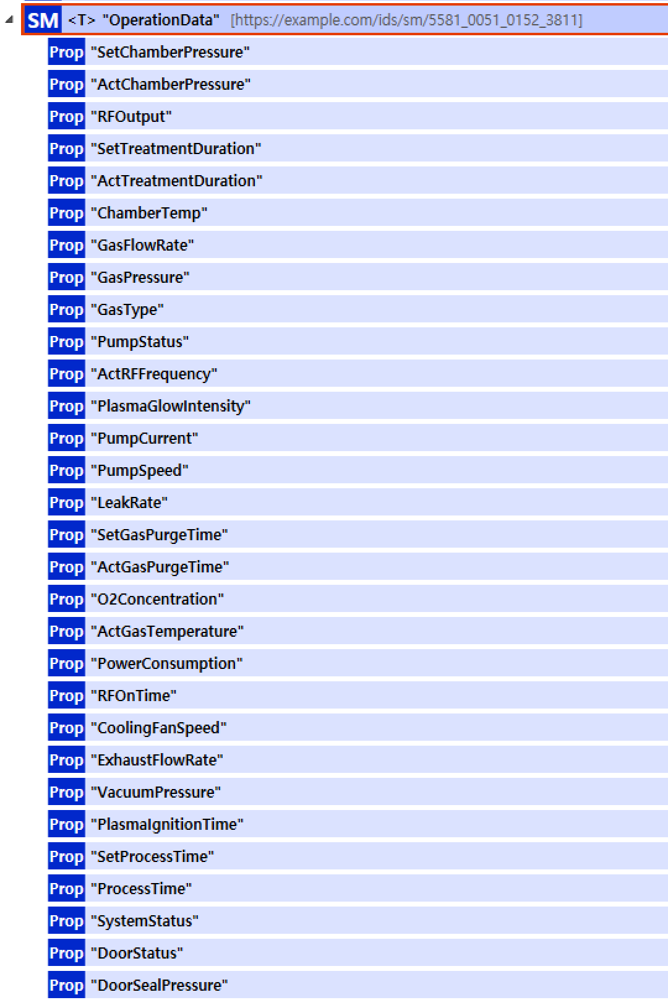 SM <T> "OperationData" [https://example.com/ids/sm/5581_0051_0152_3811]
Prop "SetChamberPressure"
Prop "ActChamberPressure"
Prop "RFOutput"
Prop "SetTreatmentDuration"
Prop "ActTreatmentDuration"
Prop "ChamberTemp"
Prop "GasFlowRate"
Prop "GasPressure"
Prop "GasType"
Prop "PumpStatus"
Prop "ActRFFrequency"
Prop "PlasmaGlowIntensity"
Prop "PumpCurrent"
Prop "PumpSpeed"
Prop "LeakRate"
Prop "SetGasPurgeTime"
Prop "ActGasPurgeTime"
Prop "O2Concentration"
Prop "ActGasTemperature"
Prop "PowerConsumption"
Prop "RFOnTime"
Prop "CoolingFanSpeed"
Prop "ExhaustFlowRate"
Prop "VacuumPressure"
Prop "PlasmaIgnitionTime"
Prop "SetProcessTime"
Prop "ProcessTime"
Prop "SystemStatus"
Prop "DoorStatus"
Prop "DoorSealPressure"